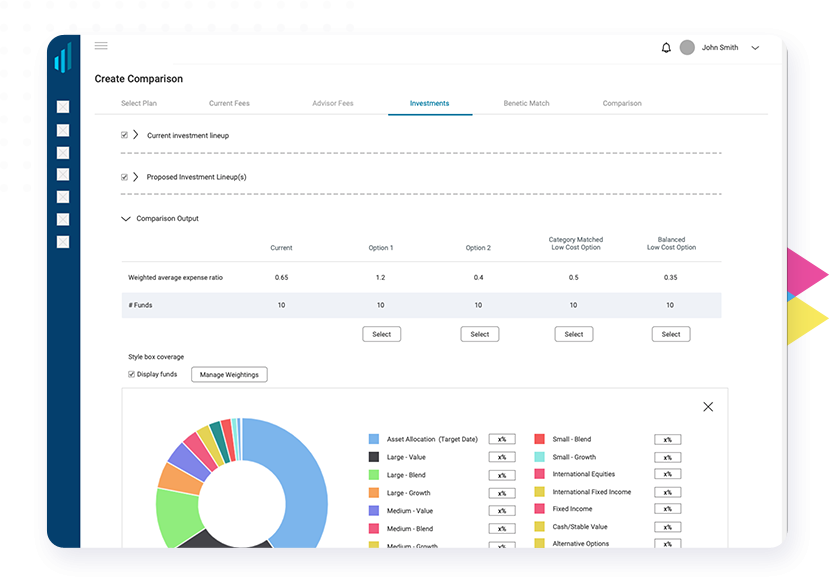 John Smith
Create Comparison
Select Plan Current Fees Advisor Fees Investments Benetic Match Comparison
Current investment lineup
Proposed Investment Lineup(s)
Comparison Output
Current Option 1 Option 2 Category Matched Low Cost Option Balanced Low Cost Option
Weighted average expense ratio 0.65 1.2 0.4 0.5 0.35
# Funds 10 10 10 10 10
Select Select Select Select
Style box coverage
Display funds Manage Weightings
Asset Allocation (Target Date) x% Small - Blend x%
Large - Value x% Small - Growth x%
Large - Blend x% International Equities x%
Large - Growth x% International Fixed Income x%
Medium - Value x% Fixed Income x%
Medium - Blend x% Cash/Stable Value x%
Medium - Growth x% Alternative Options x%